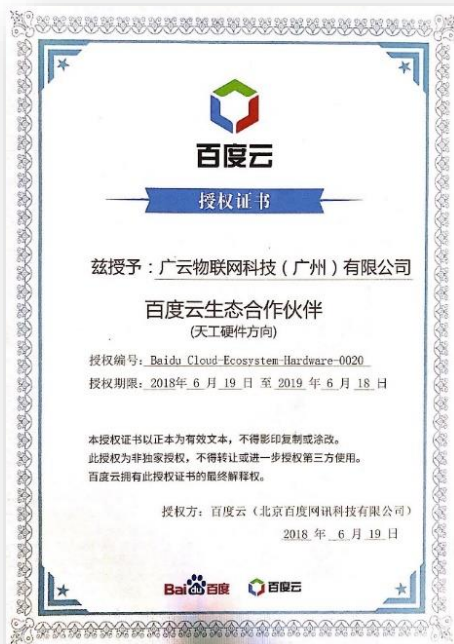 百度云
授权证书
兹授予：广云物联网科技（广州）有限公司
百度云生态合作伙伴
(天工硬件方向)
授权编号：Baidu Cloud-Ecosystem-Hardware-0020
授权期限：2018年 6 月 19 日 至 2019 年 6 月 18 日
本授权证书以正本为有效文本，不得影印复制或涂改。
此授权为非独家授权，不得转让或进一步授权第三方使用。
百度云拥有此授权证书的最终解释权。
授权方：百度云（北京百度网讯科技有限公司）
2018 年 6 月 19 日
Bai du 百度 百度云